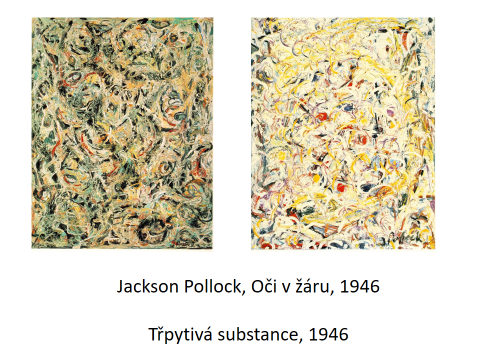 Jackson Pollock, Oči v žáru, 1946
Třpytivá substance, 1946